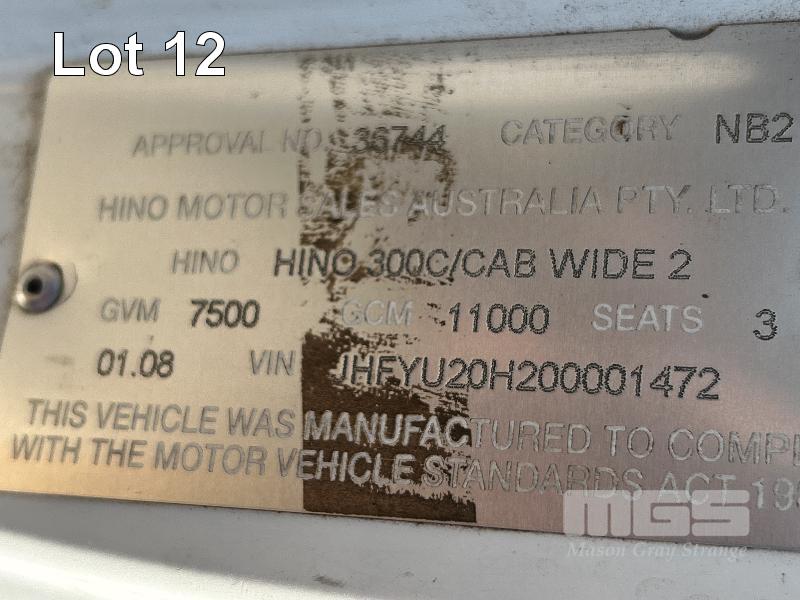 Lot 12
APPROVAL NO. 36744 CATEGORY NB2
HINO MOTOR SALES AUSTRALIA PTY. LTD.
HINO HINO 300C/CAB WIDE 2
GVM 7500 GCM 11000 SEATS 3
01.08 VIN JHFYU20H200001472
THIS VEHICLE WAS MANUFACTURED TO COMPL
WITH THE MOTOR VEHICLE STANDARDS ACT 198
MGS
Mason Gray Strange